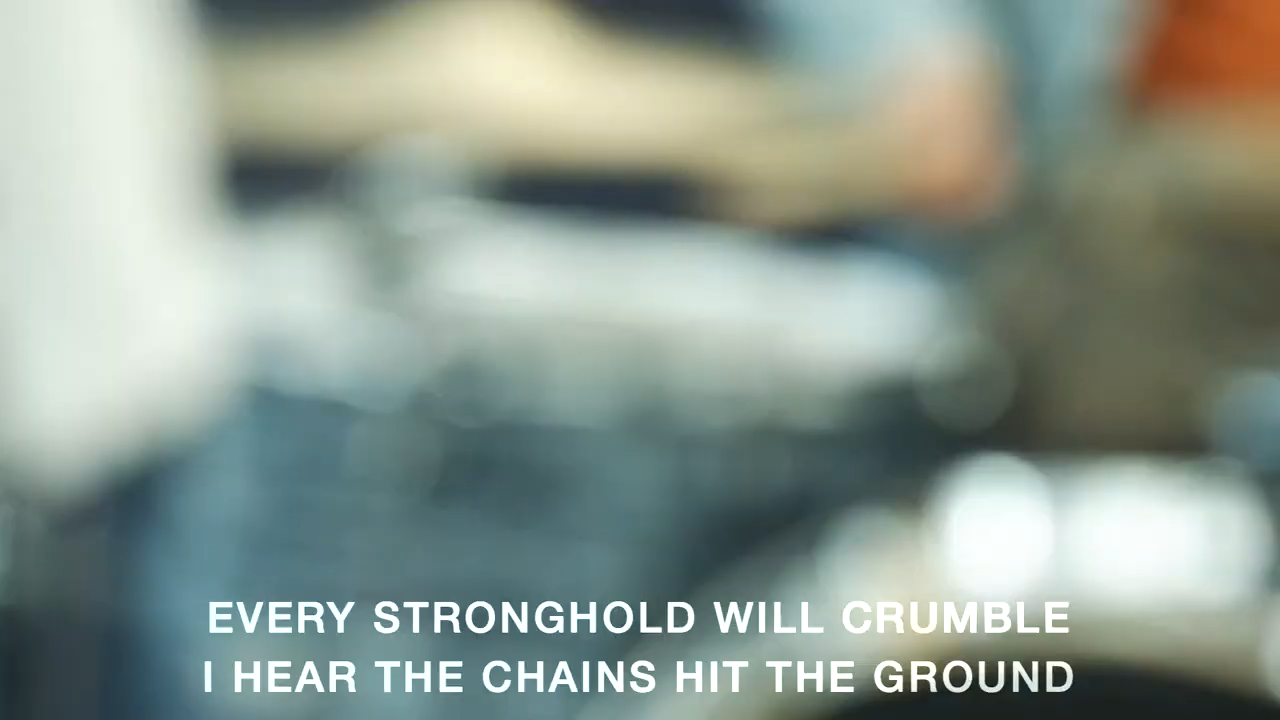 EVERY STRONGHOLD WILL CRUMBLE
I HEAR THE CHAINS HIT THE GROUND